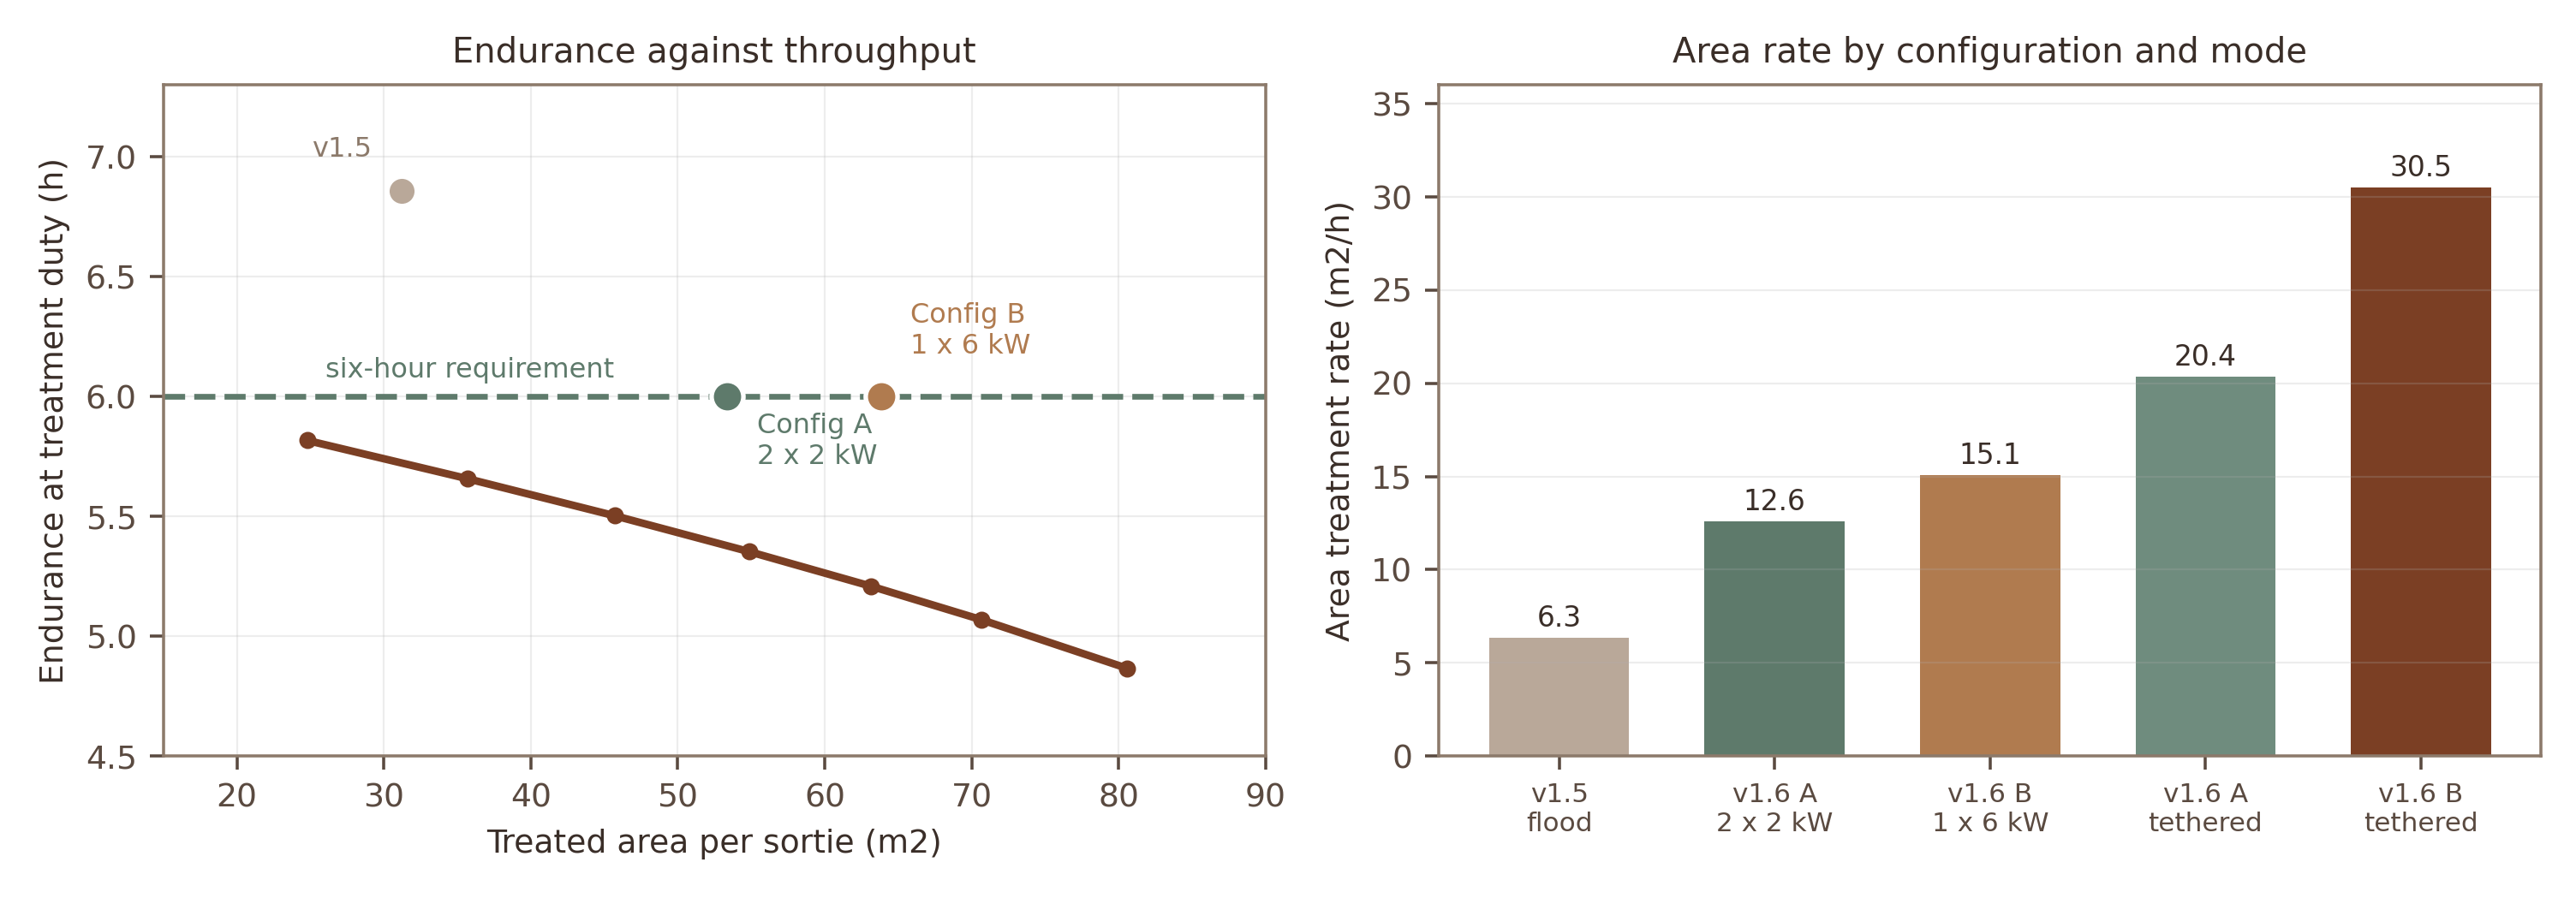 Endurance against throughput
Endurance at treatment duty (h)
7.0
6.5
6.0
5.5
5.0
4.5
v1.5
six-hour requirement
Config B
1 x 6 kW
Config A
2 x 2 kW
20
30
40
50
60
70
80
90
Treated area per sortie (m2)
Area rate by configuration and mode
Area treatment rate (m2/h)
35
30
25
20
15
10
5
0
6.3
12.6
15.1
20.4
30.5
v1.5
flood
v1.6 A
2 x 2 kW
v1.6 B
1 x 6 kW
v1.6 A
tethered
v1.6 B
tethered